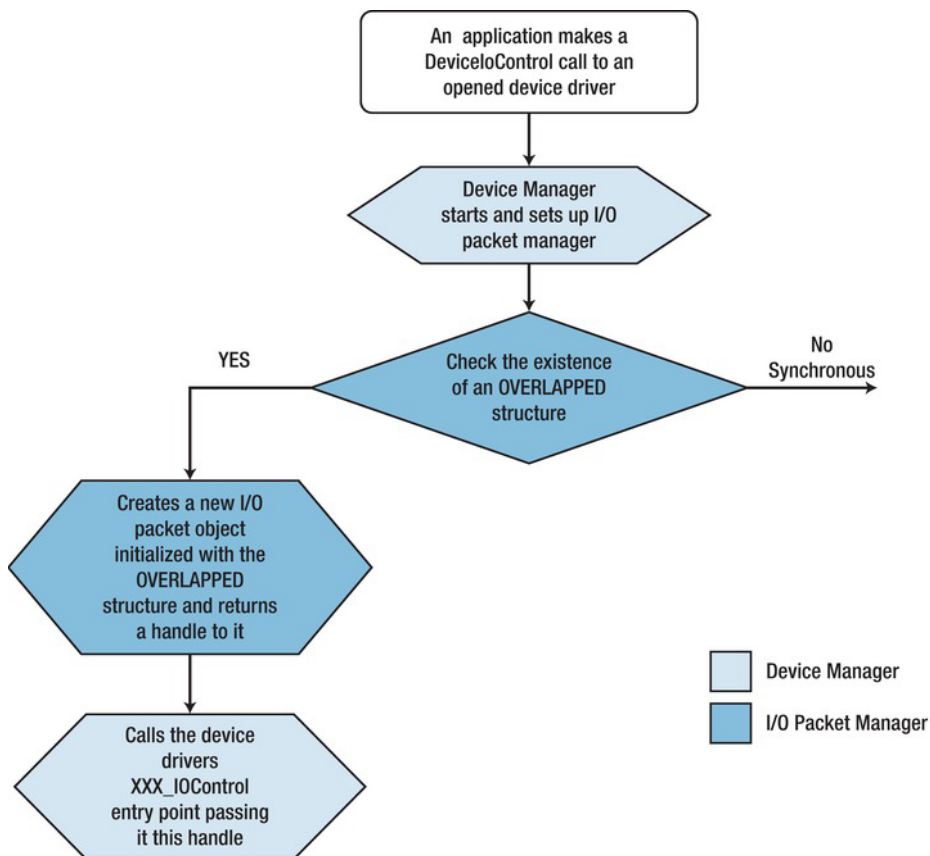 An application makes a
DeviceIoControl call to an
opened device driver
Device Manager
starts and sets up I/O
packet manager
Check the existence
of an OVERLAPPED
structure
YES
No
Synchronous
Creates a new I/O
packet object
initialized with the
OVERLAPPED
structure and returns
a handle to it
Calls the device
drivers
XXX_IOControl
entry point passing
it this handle
Device Manager
I/O Packet Manager